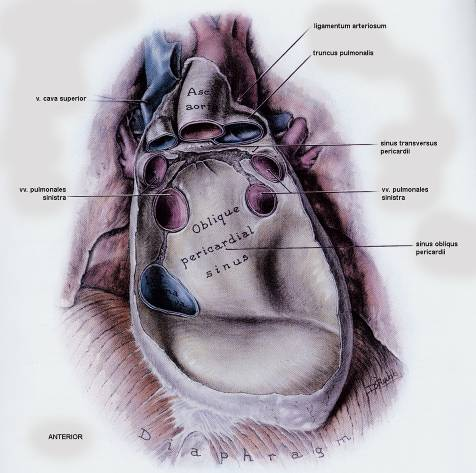 ligamentum arteriosum
truncus pulmonalis
v. cava superior
Asc
aort
sinus transversus
pericardii
vv. pulmonales
sinistra
vv. pulmonales
sinistra
Oblique
pericardial
sinus
sinus obliqus
pericardii
ANTERIOR
Diaphragm